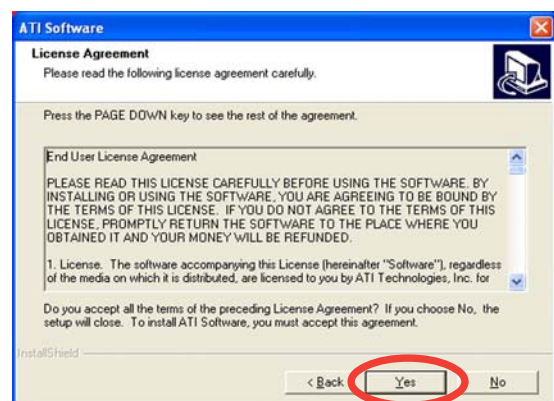 ATI Software
License Agreement
Please read the following license agreement carefully.
Press the PAGE DOWN key to see the rest of the agreement.
End User License Agreement
PLEASE READ THIS LICENSE CAREFULLY BEFORE USING THE SOFTWARE. BY
INSTALLING OR USING THE SOFTWARE, YOU ARE AGREEING TO BE BOUND BY
THE TERMS OF THIS LICENSE. IF YOU DO NOT AGREE TO THE TERMS OF THIS
LICENSE, PROMPTLY RETURN THE SOFTWARE TO THE PLACE WHERE YOU
OBTAINED IT AND YOUR MONEY WILL BE REFUNDED.
1. License. The software accompanying this License (hereinafter "Software"), regardless
of the media on which it is distributed, are licensed to you by ATI Technologies, Inc. for
Do you accept all the terms of the preceding License Agreement? If you choose No, the
setup will close. To install ATI Software, you must accept this agreement.
InstallShield
< Back Yes No